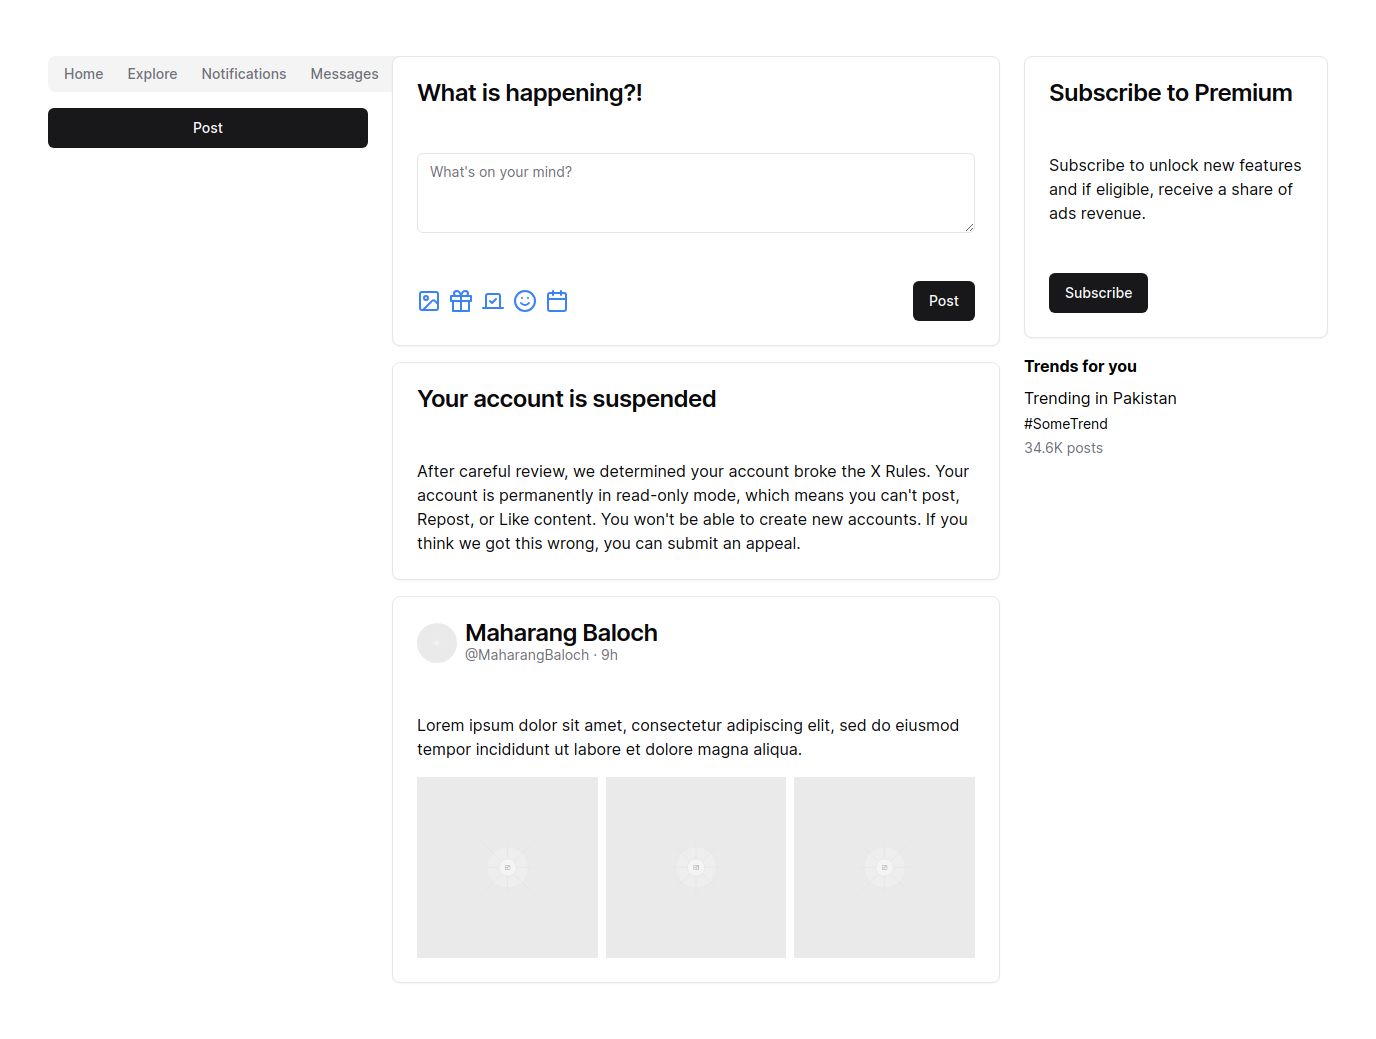 Home Explore Notifications Messages
Post
What is happening?!
What's on your mind?
Post
Your account is suspended
After careful review, we determined your account broke the X Rules. Your
account is permanently in read-only mode, which means you can't post,
Repost, or Like content. You won't be able to create new accounts. If you
think we got this wrong, you can submit an appeal.
Maharang Baloch
@MaharangBaloch · 9h
Lorem ipsum dolor sit amet, consectetur adipiscing elit, sed do eiusmod
tempor incididunt ut labore et dolore magna aliqua.
Subscribe to Premium
Subscribe to unlock new features
and if eligible, receive a share of
ads revenue.
Subscribe
Trends for you
Trending in Pakistan
#SomeTrend
34.6K posts